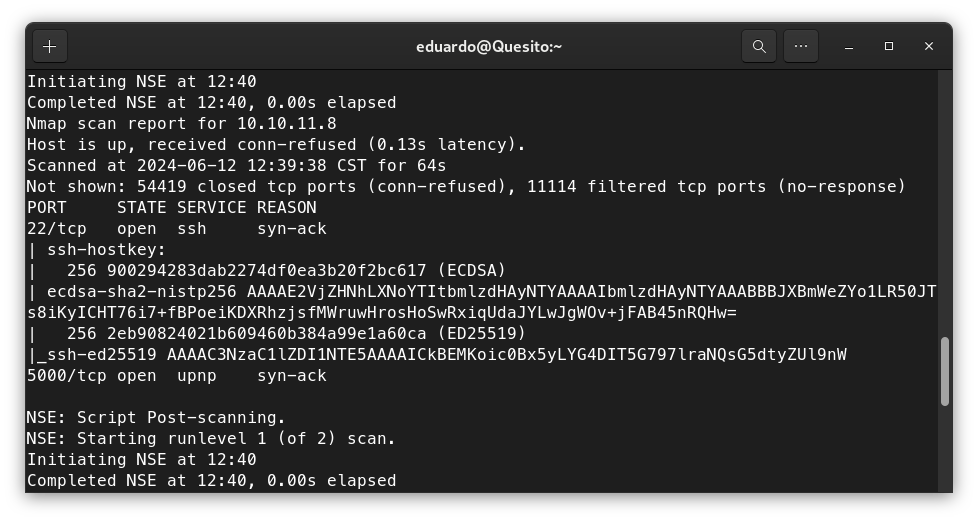 eduardo@Quesito:~
Initiating NSE at 12:40
Completed NSE at 12:40, 0.00s elapsed
Nmap scan report for 10.10.11.8
Host is up, received conn-refused (0.13s latency).
Scanned at 2024-06-12 12:39:38 CST for 64s
Not shown: 54419 closed tcp ports (conn-refused), 11114 filtered tcp ports (no-response)
PORT     STATE SERVICE REASON
22/tcp   open  ssh     syn-ack
| ssh-hostkey:
|   256 900294283dab2274df0ea3b20f2bc617 (ECDSA)
| ecdsa-sha2-nistp256 AAAAE2VjZHNhLXNoYTItbmlzdHAyNTYAAAAIbmlzdHAyNTYAAABBBJXBmWeZYo1LR50JT
s8iKyICHT76i7+fBPoeiKDXRhzjsfMWruwHrosHoSwRxiqUdaJYLwJgWOv+jFAB45nRQHw=
|   256 2eb90824021b609460b384a99e1a60ca (ED25519)
|_ssh-ed25519 AAAAC3NzaC1lZDI1NTE5AAAAICkBEMKoic0Bx5yLYG4DIT5G797lraNQsG5dtyZUl9nW
5000/tcp open  upnp    syn-ack
NSE: Script Post-scanning.
NSE: Starting runlevel 1 (of 2) scan.
Initiating NSE at 12:40
Completed NSE at 12:40, 0.00s elapsed